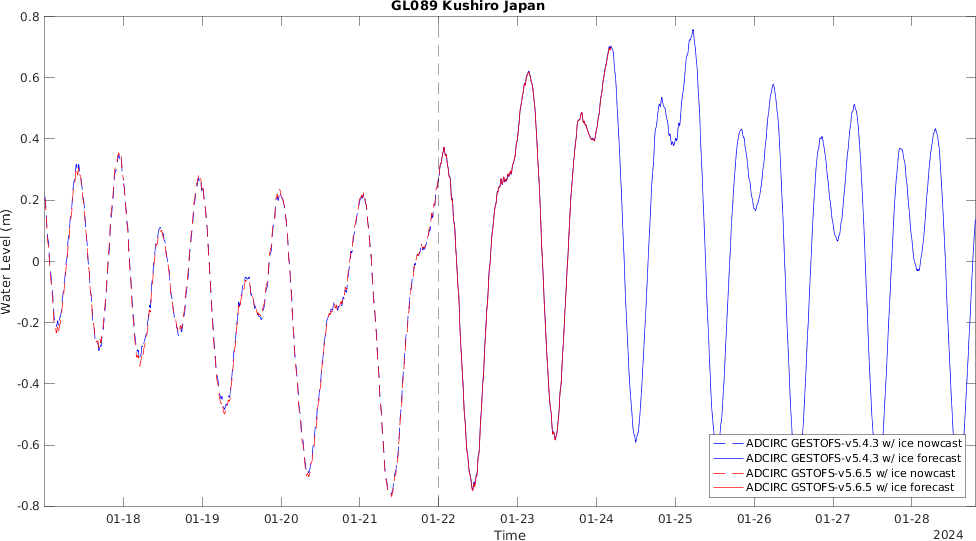 GL089 Kushiro Japan
Water Level (m)
0.8
0.6
0.4
0.2
0
-0.2
-0.4
-0.6
-0.8
ADCIRC GESTOFS-v5.4.3 w/ ice nowcast
ADCIRC GESTOFS-v5.4.3 w/ ice forecast
ADCIRC GSTOFS-v5.6.5 w/ ice nowcast
ADCIRC GSTOFS-v5.6.5 w/ ice forecast
01-18 01-19 01-20 01-21 01-22 01-23 01-24 01-25 01-26 01-27 01-28
Time
2024